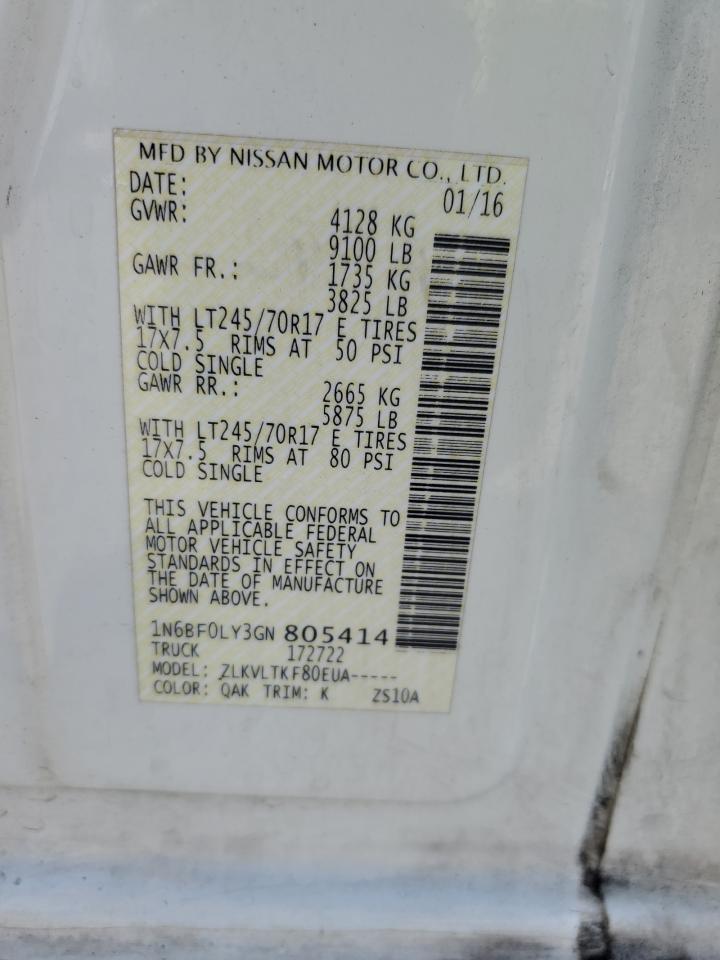 MFD BY NISSAN MOTOR CO., LTD.
DATE: 01/16
GVWR: 4128 KG
9100 LB
GAWR FR.: 1735 KG
3825 LB
WITH LT245/70R17 E TIRES
17X7.5 RIMS AT 50 PSI
COLD SINGLE
GAWR RR.: 2665 KG
5875 LB
WITH LT245/70R17 E TIRES
17X7.5 RIMS AT 80 PSI
COLD SINGLE
THIS VEHICLE CONFORMS TO
ALL APPLICABLE FEDERAL
MOTOR VEHICLE SAFETY
STANDARDS IN EFFECT ON
THE DATE OF MANUFACTURE
SHOWN ABOVE.
1N6BF0LY3GN 805414
TRUCK 172722
MODEL: ZLKVLTKF80EUA-----
COLOR: QAK TRIM: K ZS10A